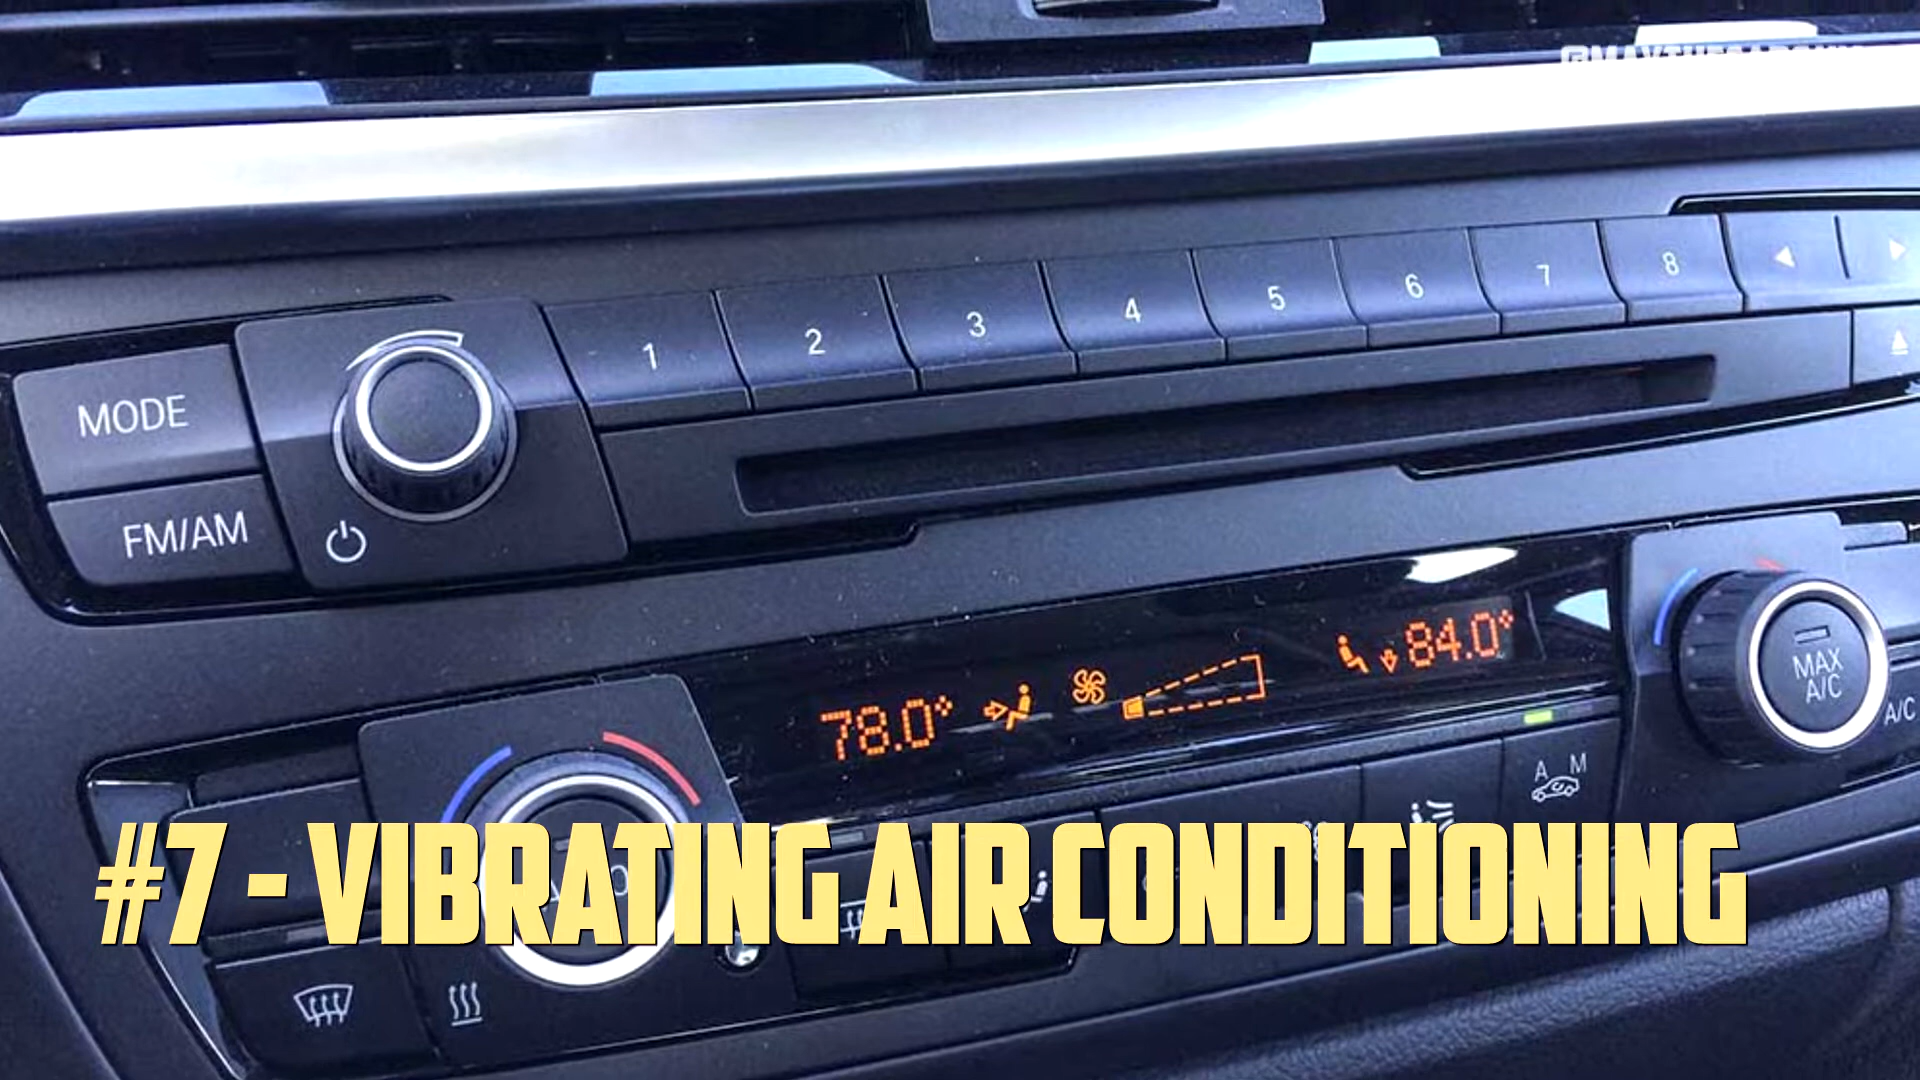 1 2 3 4 5 6 7 8
MODE
FM/AM
78.0°
84.0°
MAX
A/C
A/C
A M
#7 - VIBRATING AIR CONDITIONING